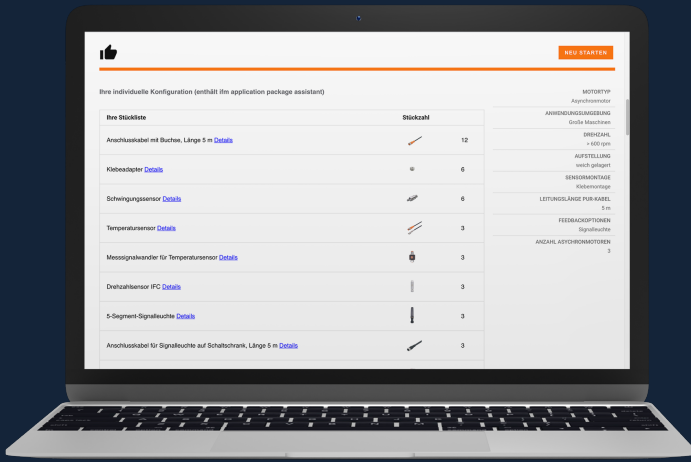 NEU STARTEN
Ihre individuelle Konfiguration (enthält ifm application package assistant)
Ihre Stückliste Stückzahl
Anschlusskabel mit Buchse, Länge 5 m Details 12
Klebeadapter Details 6
Schwingungssensor Details 6
Temperatursensor Details 3
Messsignalwandler für Temperatursensor Details 3
Drehzahlsensor IFC Details 3
5-Segment-Signalleuchte Details 3
Anschlusskabel für Signalleuchte auf Schaltschrank, Länge 5 m Details 3
MOTORTYP
Asynchronmotor
ANWENDUNGSUMGEBUNG
Große Maschinen
DREHZAHL
> 600 rpm
AUFSTELLUNG
weich gelagert
SENSORMONTAGE
Klebemontage
LEITUNGSLÄNGE PUR-KABEL
5 m
FEEDBACKOPTIONEN
Signalleuchte
ANZAHL ASYCHRONMOTOREN
3